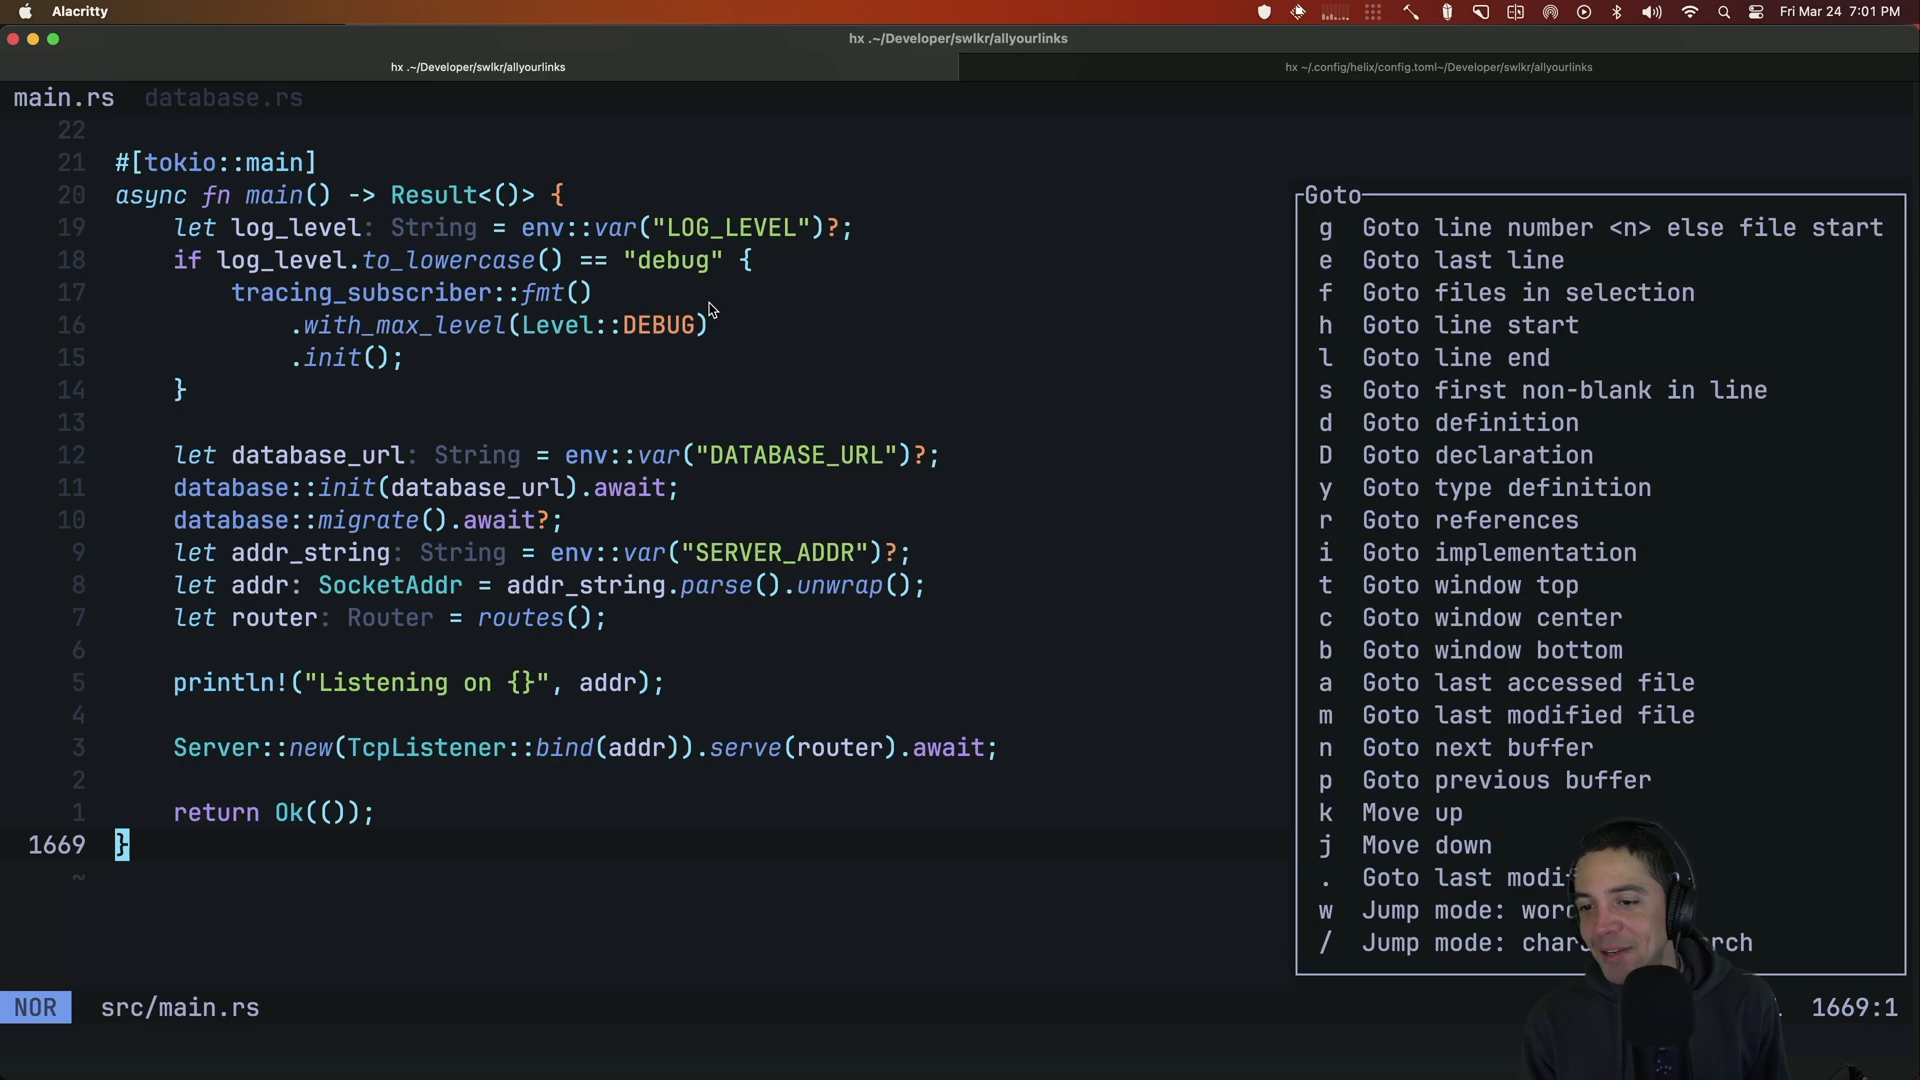 Alacritty
Fri Mar 24 7:01 PM
hx .~/Developer/swlkr/allyourlinks
hx .~/Developer/swlkr/allyourlinks
hx ~/.config/helix/config.toml~/Developer/swlkr/allyourlinks
main.rs database.rs
22
21 #[tokio::main]
20 async fn main() -> Result<()> {
19 let log_level: String = env::var("LOG_LEVEL")?;
18 if log_level.to_lowercase() == "debug" {
17 tracing_subscriber::fmt()
16 .with_max_level(Level::DEBUG)
15 .init();
14 }
13
12 let database_url: String = env::var("DATABASE_URL")?;
11 database::init(database_url).await;
10 database::migrate().await?;
9 let addr_string: String = env::var("SERVER_ADDR")?;
8 let addr: SocketAddr = addr_string.parse().unwrap();
7 let router: Router = routes();
6
5 println!("Listening on {}", addr);
4
3 Server::new(TcpListener::bind(addr)).serve(router).await;
2
1 return Ok(());
1669 }
~
Goto
g Goto line number <n> else file start
e Goto last line
f Goto files in selection
h Goto line start
l Goto line end
s Goto first non-blank in line
d Goto definition
D Goto declaration
y Goto type definition
r Goto references
i Goto implementation
t Goto window top
c Goto window center
b Goto window bottom
a Goto last accessed file
m Goto last modified file
n Goto next buffer
p Goto previous buffer
k Move up
j Move down
. Goto last
w Jump mode:
/ Jump mode:
NOR src/main.rs
1669:1